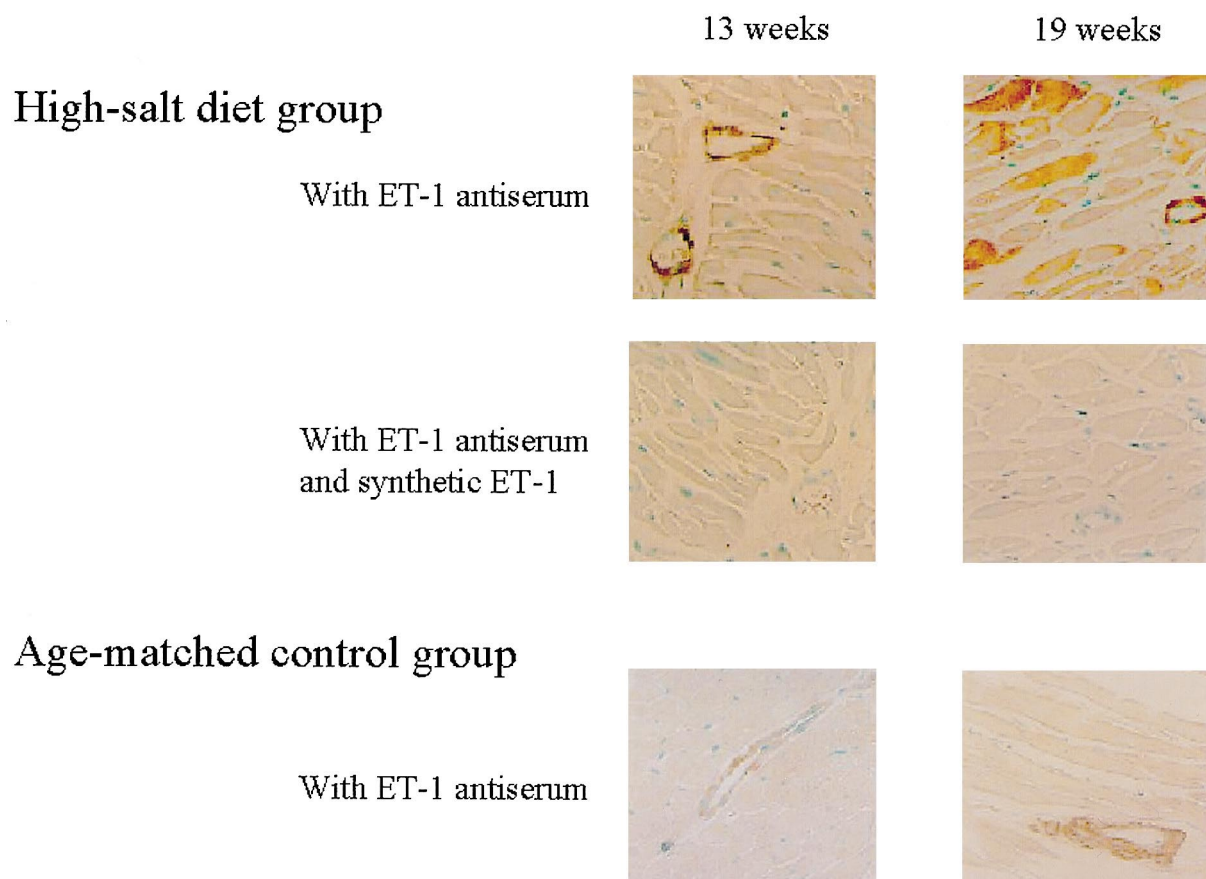 13 weeks 19 weeks
High-salt diet group
With ET-1 antiserum
With ET-1 antiserum
and synthetic ET-1
Age-matched control group
With ET-1 antiserum